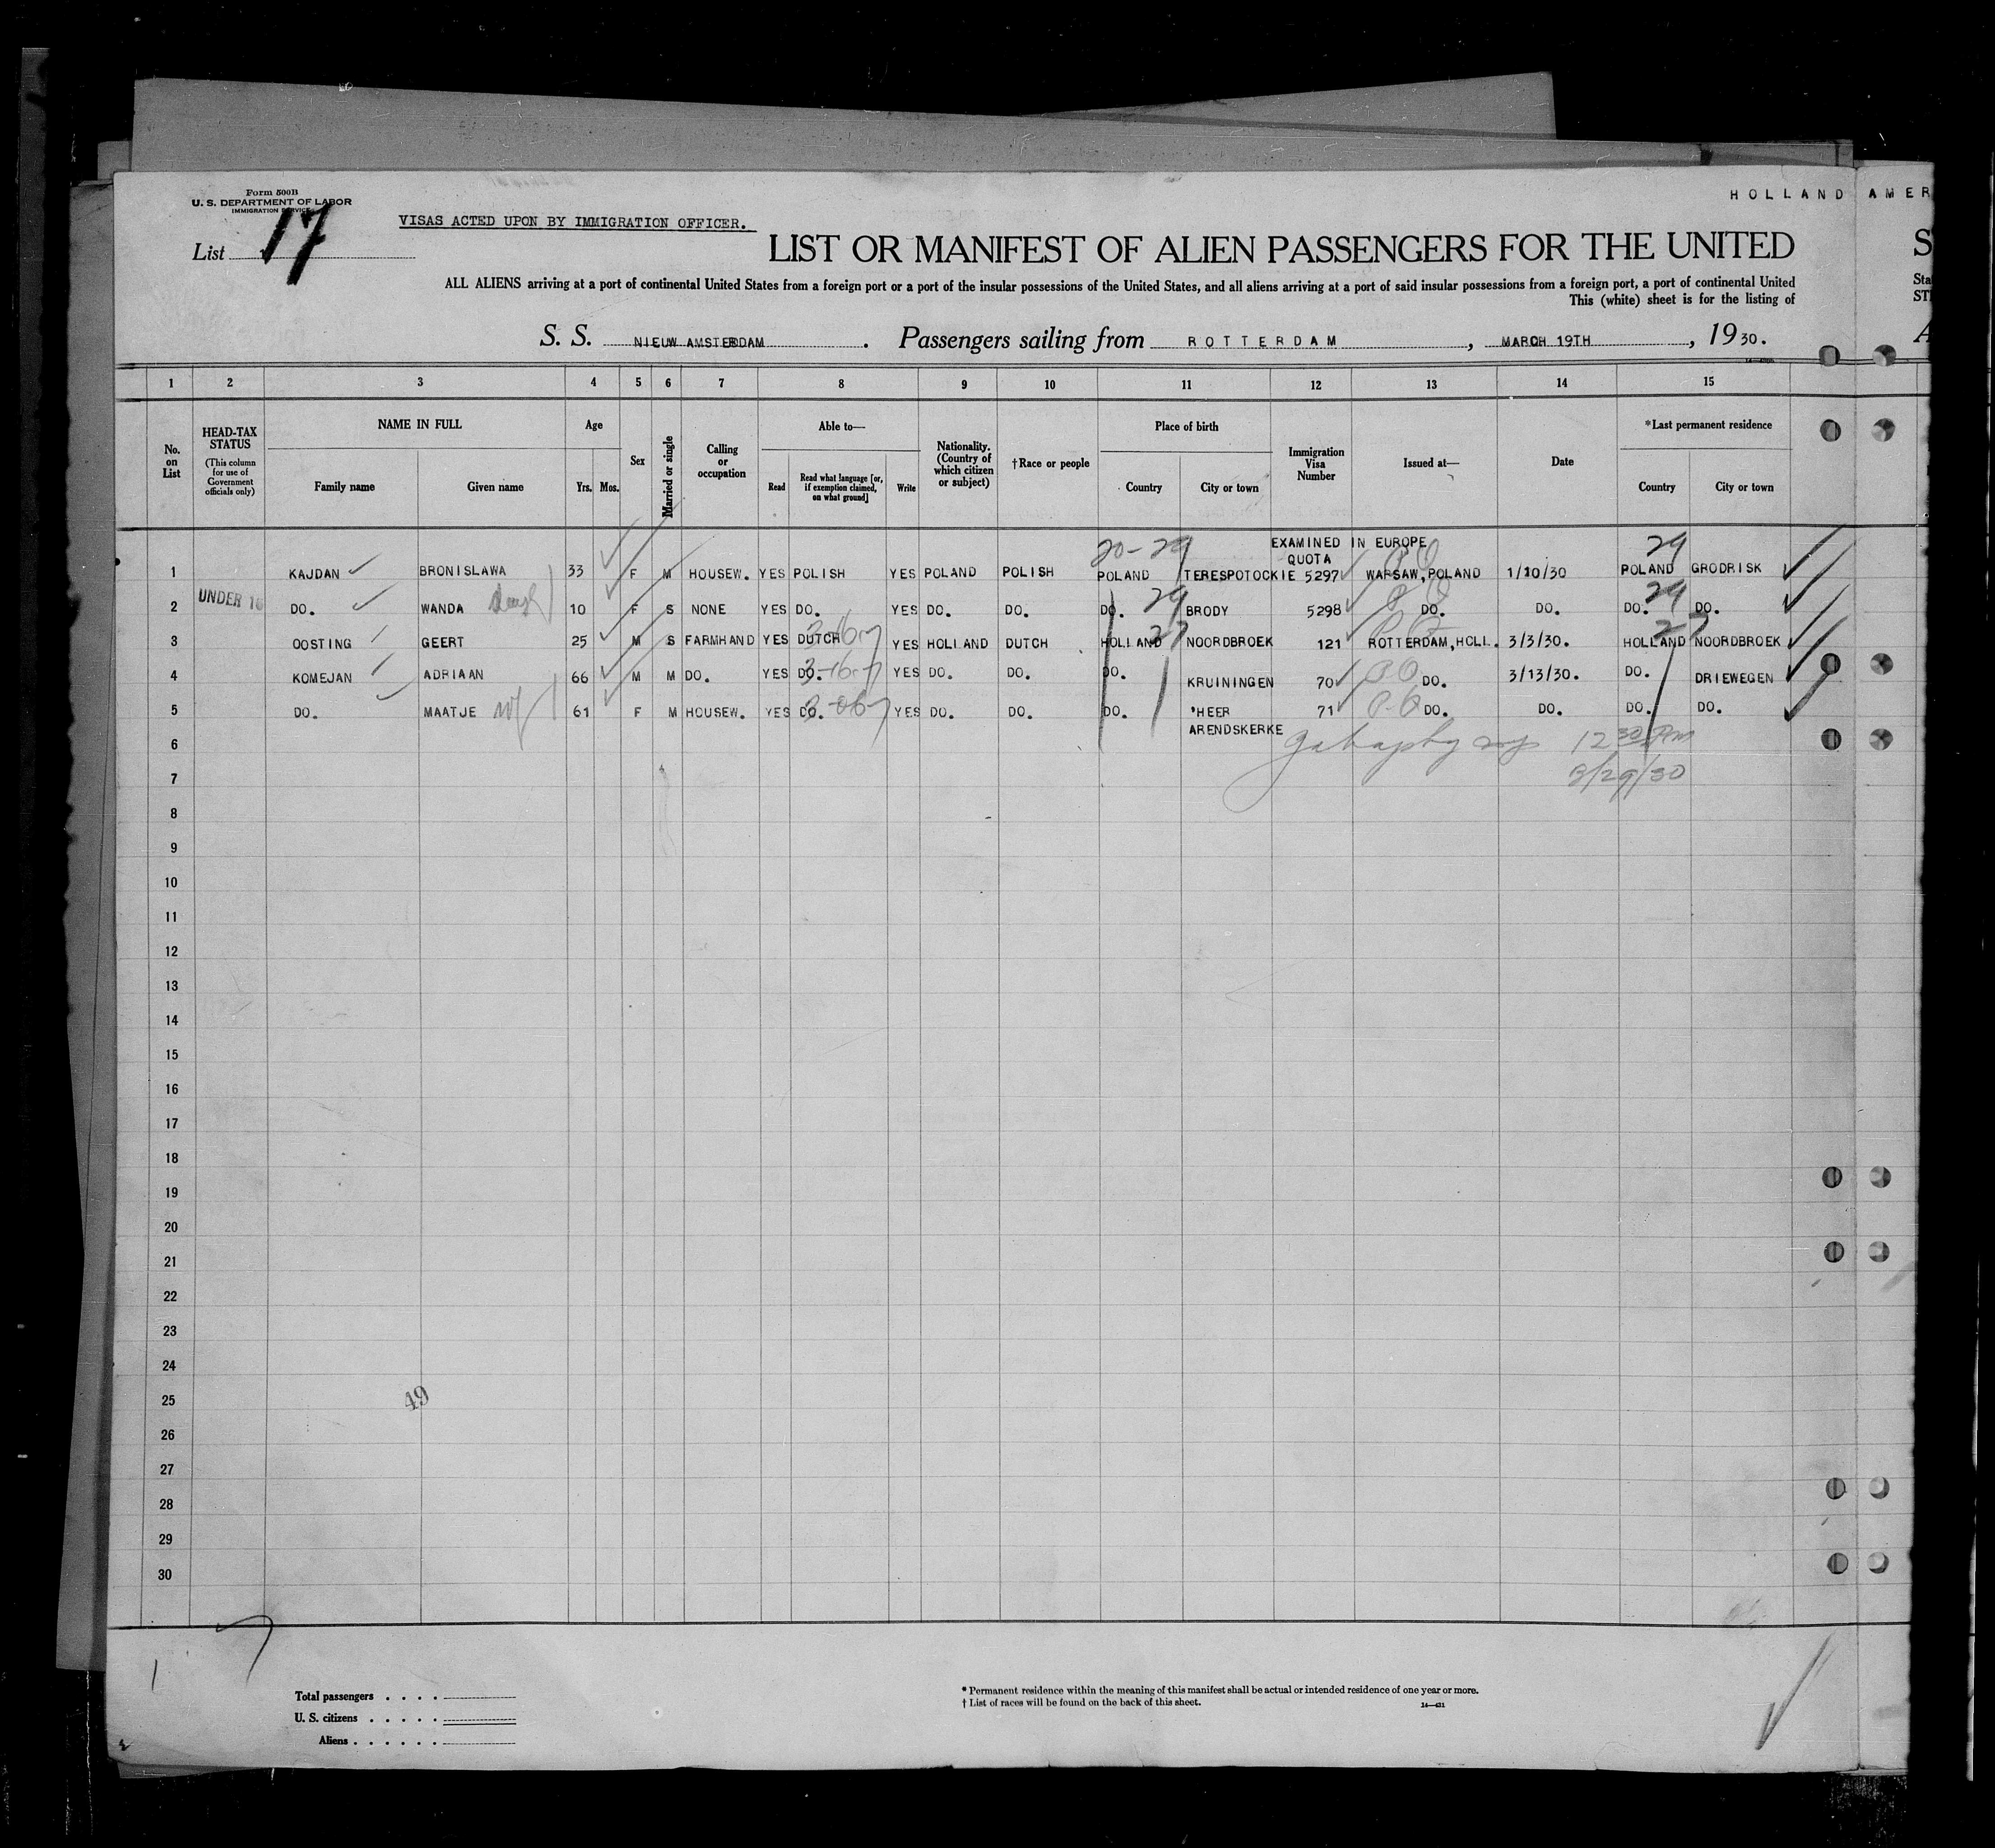 Form 500B
U. S. DEPARTMENT OF LABOR
IMMIGRATION SERVICE
HOLLAND AMER
List 17
VISAS ACTED UPON BY IMMIGRATION OFFICER.
LIST OR MANIFEST OF ALIEN PASSENGERS FOR THE UNITED S
ALL ALIENS arriving at a port of continental United States from a foreign port or a port of the insular possessions of the United States, and all aliens arriving at a port of said insular possessions from a foreign port, a port of continental United Sta
This (white) sheet is for the listing of ST
S. S. NIEUW AMSTERDAM . Passengers sailing from ROTTERDAM , MARCH 19TH , 1930. A
1 2 3 4 5 6 7 8 9 10 11 12 13 14 15
No. on List
HEAD-TAX STATUS
(This column for use of Government officials only)
NAME IN FULL
Family name Given name
Age
Yrs. Mos.
Sex
Married or single
Calling or occupation
Able to—
Read Read what language [or, if exemption claimed, on what ground] Write
Nationality. (Country of which citizen or subject)
†Race or people
Place of birth
Country City or town
Immigration Visa Number
Issued at—
Date
*Last permanent residence
Country City or town
20-29 EXAMINED IN EUROPE 29
QUOTA
1 KAJDAN BRONISLAWA 33 F M HOUSEW. YES POLISH YES POLAND POLISH POLAND TERESPOTOCKIE 5297 WARSAW, POLAND 1/10/30 POLAND GRODRISK
2 UNDER 16 DO. WANDA 10 F S NONE YES DO. YES DO. DO. DO. 29 BRODY 5298 DO. DO. DO. 29 DO.
3 OOSTING GEERT 25 M S FARMHAND YES DUTCH YES HOLLAND DUTCH HOLLAND 27 NOORDBROEK 121 ROTTERDAM, HOLL. 3/3/30. HOLLAND 27 NOORDBROEK
4 KOMEJAN ADRIAAN 66 M M DO. YES DO. YES DO. DO. DO. KRUININGEN 70 DO. 3/13/30. DO. DRIEWEGEN
5 DO. MAATJE 61 F M HOUSEW. YES DO. YES DO. DO. DO. 'HEER 71 DO. DO. DO. DO.
ARENDSKERKE
6 12 30 PM
7 3/29/30
8
9
10
11
12
13
14
15
16
17
18
19
20
21
22
23
24
25 49
26
27
28
29
30
Total passengers . . . .
U. S. citizens . . . . .
Aliens . . . . . .
* Permanent residence within the meaning of this manifest shall be actual or intended residence of one year or more.
† List of races will be found on the back of this sheet.
14—431